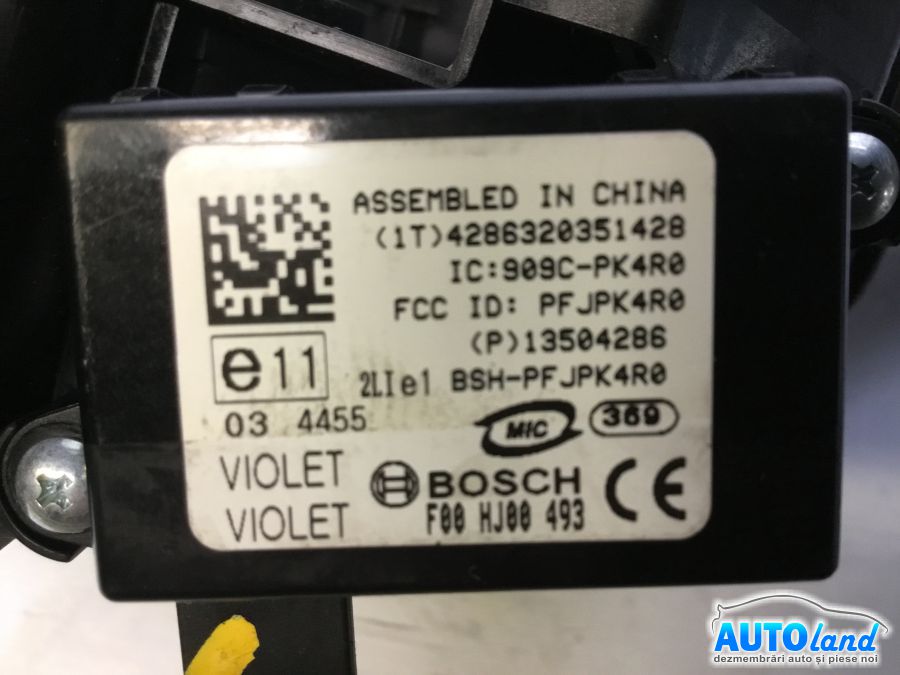 ASSEMBLED IN CHINA
(1T)4286320351428
IC:909C-PK4R0
FCC ID: PFJPK4R0
(P)13504286
e11
2LIe1 BSH-PFJPK4R0
03 4455
MIC
369
VIOLET
BOSCH
CE
VIOLET
F00 HJ00 493
AUTOland
dezmembrări auto și piese noi